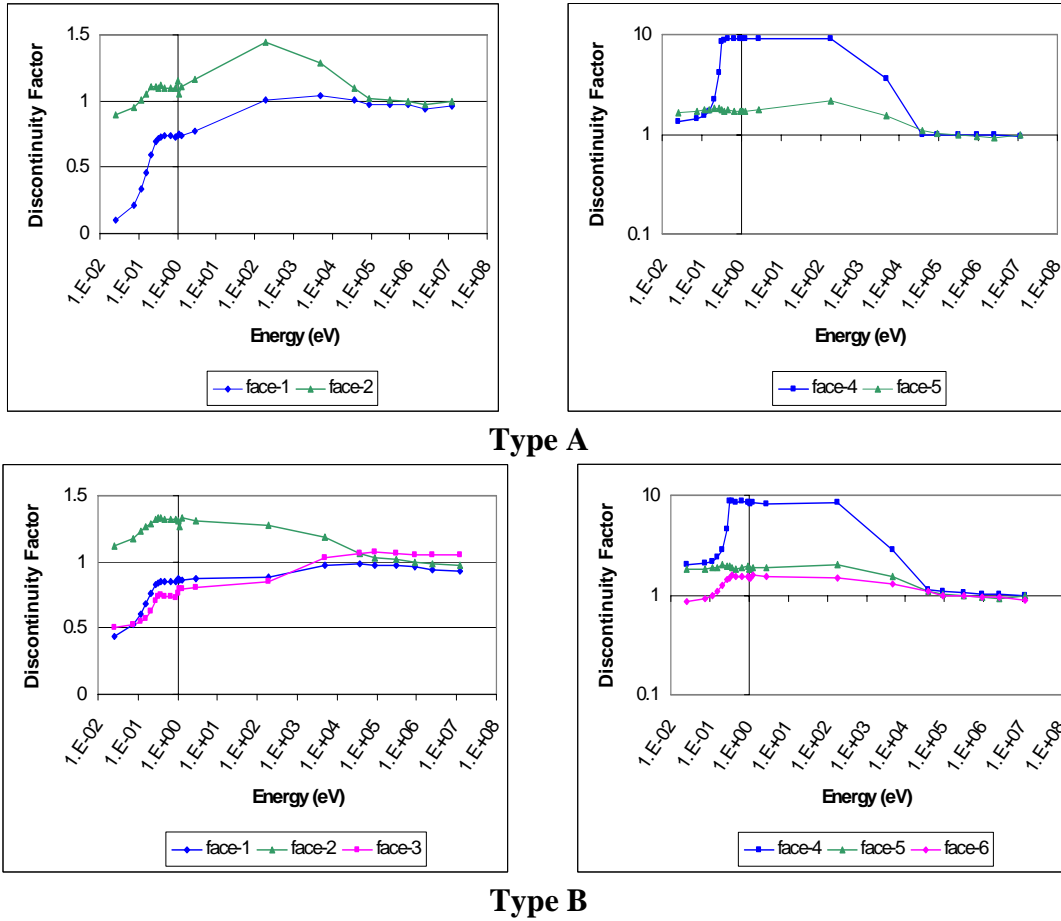 Discontinuity Factor
1.5
1
0.5
0
1.E-02
1.E-01
1.E+00
1.E+01
1.E+02
1.E+03
1.E+04
1.E+05
1.E+06
1.E+07
1.E+08
Energy (eV)
face-1 face-2
Discontinuity Factor
10
1
0.1
1.E-02
1.E-01
1.E+00
1.E+01
1.E+02
1.E+03
1.E+04
1.E+05
1.E+06
1.E+07
1.E+08
Energy (eV)
face-4 face-5
Type A
Discontinuity Factor
1.5
1
0.5
0
1.E-02
1.E-01
1.E+00
1.E+01
1.E+02
1.E+03
1.E+04
1.E+05
1.E+06
1.E+07
1.E+08
Energy (eV)
face-1 face-2 face-3
Discontinuity Factor
10
1
0.1
1.E-02
1.E-01
1.E+00
1.E+01
1.E+02
1.E+03
1.E+04
1.E+05
1.E+06
1.E+07
1.E+08
Energy (eV)
face-4 face-5 face-6
Type B